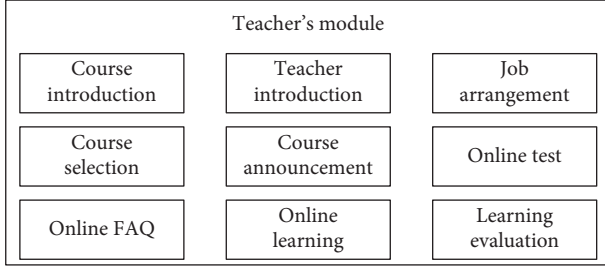 Teacher’s module
Course
introduction
Teacher
introduction
Job
arrangement
Course
selection
Course
announcement
Online test
Online FAQ
Online
learning
Learning
evaluation